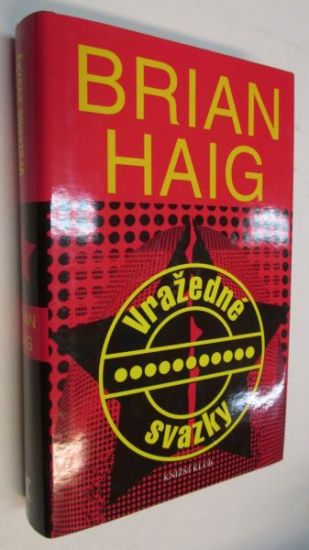 BRIAN
HAIG
Vražedné
svazky
KNIŽNÍ KLUB